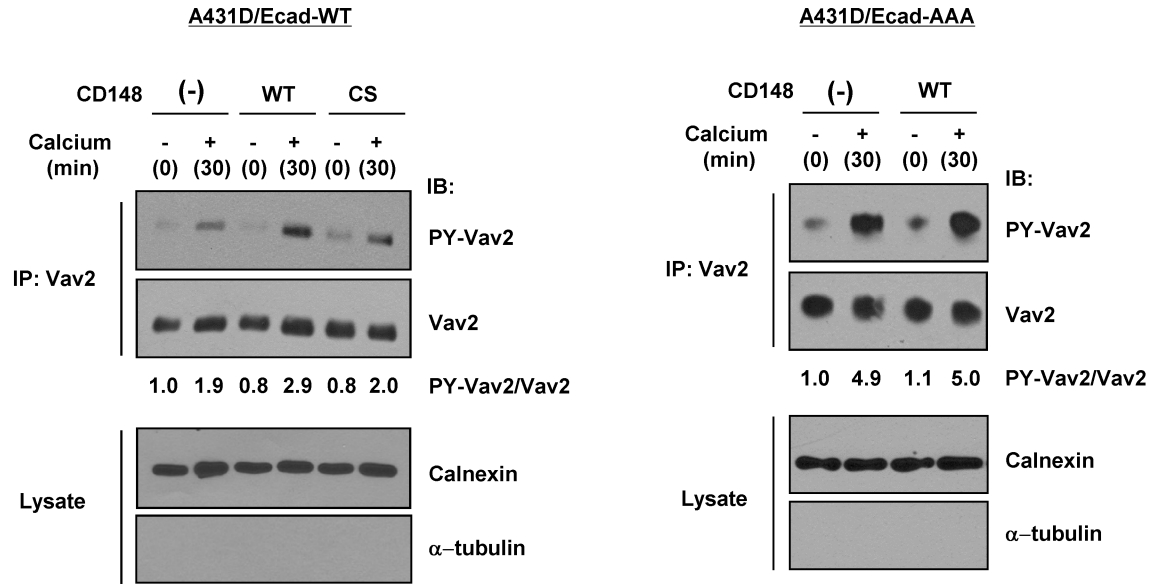 A431D/Ecad-WT
CD148 (-) WT CS
Calcium - + - + - +
(min) (0) (30) (0) (30) (0) (30)
IB:
PY-Vav2
IP: Vav2
Vav2
1.0 1.9 0.8 2.9 0.8 2.0 PY-Vav2/Vav2
Calnexin
Lysate
α–tubulin
A431D/Ecad-AAA
CD148 (-) WT
Calcium - + - +
(min) (0) (30) (0) (30)
IB:
PY-Vav2
IP: Vav2
Vav2
1.0 4.9 1.1 5.0 PY-Vav2/Vav2
Calnexin
Lysate
α–tubulin